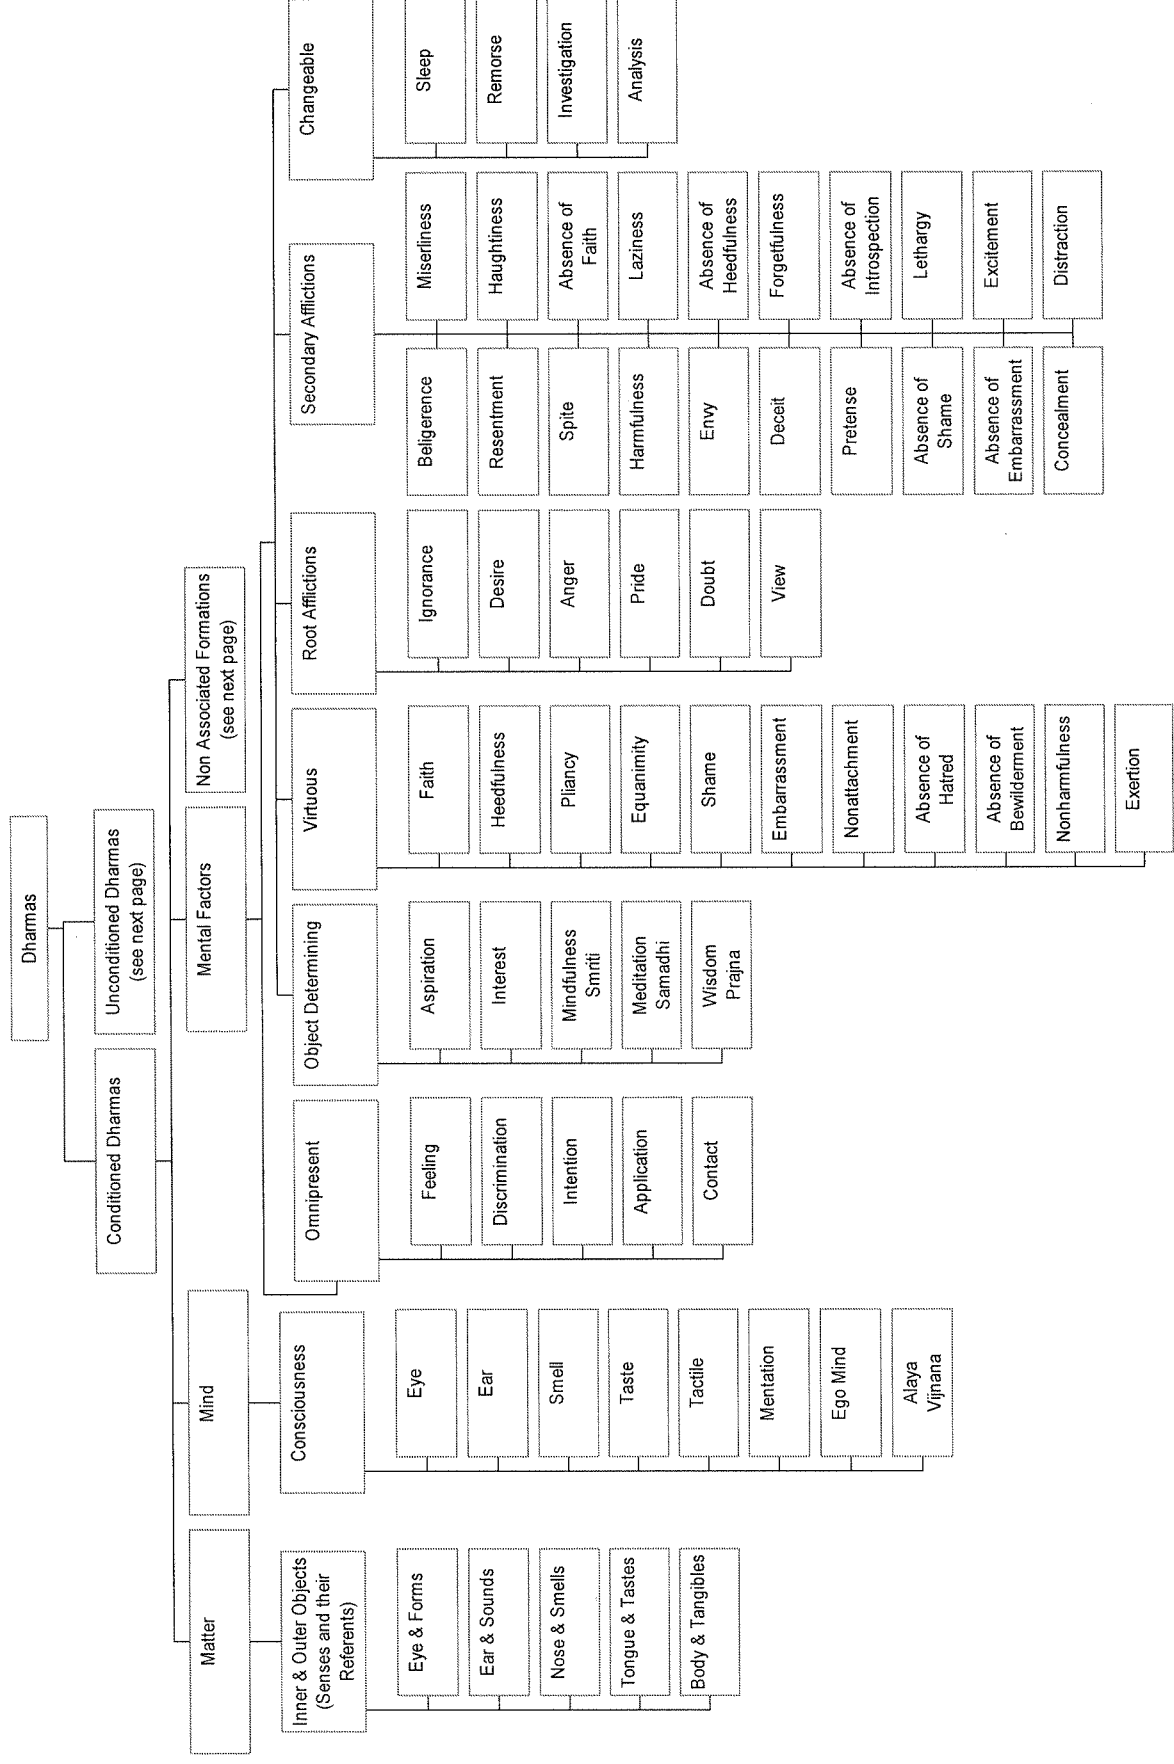 Dharmas
Conditioned Dharmas
Unconditioned Dharmas
(see next page)
Matter
Mind
Mental Factors
Non Associated Formations
(see next page)
Inner & Outer Objects
(Senses and their
Referents)
Eye & Forms
Ear & Sounds
Nose & Smells
Tongue & Tastes
Body & Tangibles
Consciousness
Eye
Ear
Smell
Taste
Tactile
Mentation
Ego Mind
Alaya
Vijnana
Omnipresent
Feeling
Discrimination
Intention
Application
Contact
Object Determining
Aspiration
Interest
Mindfulness
Smriti
Meditation
Samadhi
Wisdom
Prajna
Virtuous
Faith
Heedfulness
Pliancy
Equanimity
Shame
Embarrassment
Nonattachment
Absence of
Hatred
Absence of
Bewilderment
Nonharmfulness
Exertion
Root Afflictions
Ignorance
Desire
Anger
Pride
Doubt
View
Secondary Afflictions
Beligerence
Resentment
Spite
Harmfulness
Envy
Deceit
Pretense
Absence of
Shame
Absence of
Embarrassment
Concealment
Miserliness
Haughtiness
Absence of
Faith
Laziness
Absence of
Heedfulness
Forgetfulness
Absence of
Introspection
Lethargy
Excitement
Distraction
Changeable
Sleep
Remorse
Investigation
Analysis